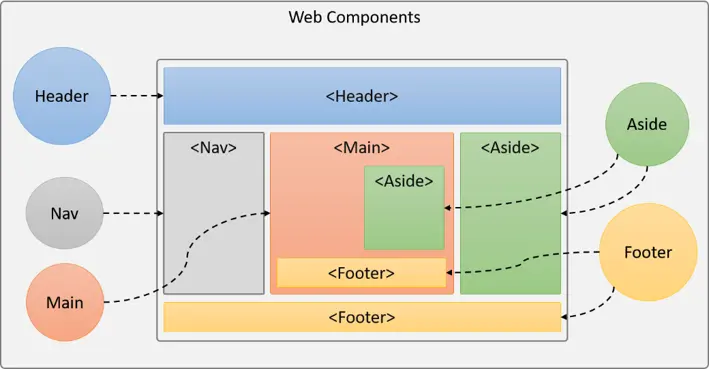 Web Components
Header
<Header>
Aside
<Nav>
<Main>
<Aside>
<Aside>
Nav
Footer
<Footer>
Main
<Footer>